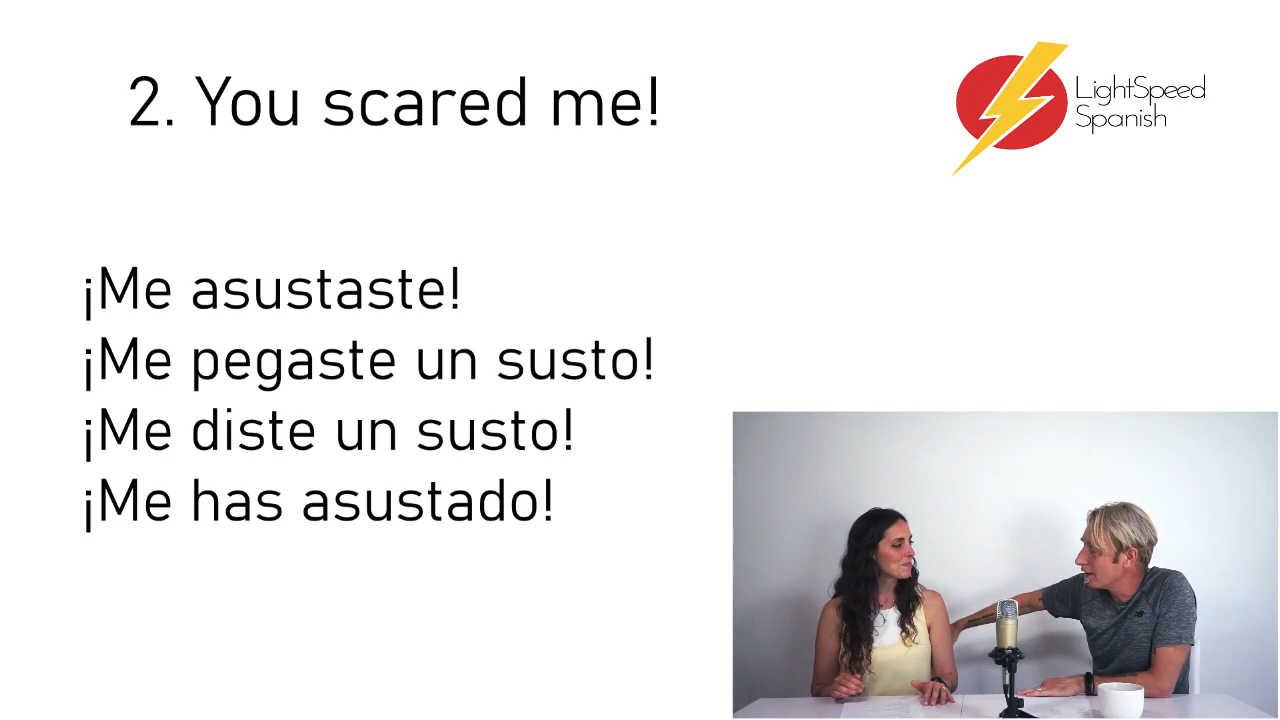 2. You scared me!
LightSpeed
Spanish
¡Me asustaste!
¡Me pegaste un susto!
¡Me diste un susto!
¡Me has asustado!